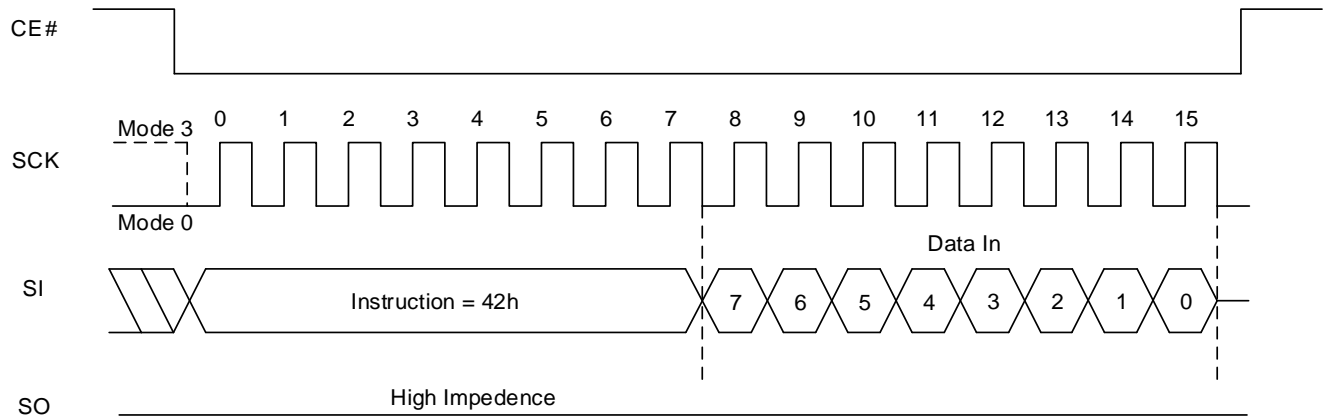 CE#
Mode 3 0 1 2 3 4 5 6 7 8 9 10 11 12 13 14 15
SCK
Mode 0
Data In
SI Instruction = 42h 7 6 5 4 3 2 1 0
High Impedence
SO